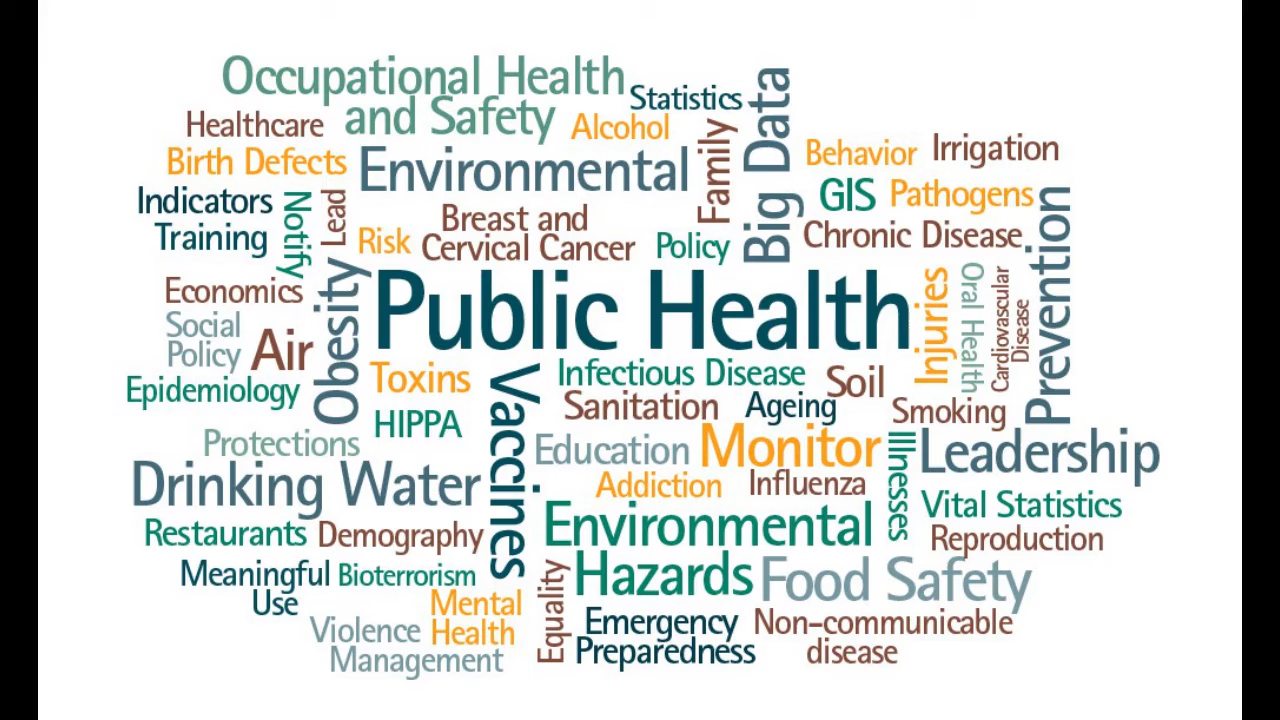 Occupational Health
and Safety
Statistics
Big Data
Healthcare
Alcohol
Family
Behavior
Irrigation
Birth Defects
Environmental
GIS
Pathogens
Prevention
Indicators
Notify
Lead
Breast and
Cervical Cancer
Training
Risk
Policy
Chronic Disease
Economics
Obesity
Public Health
Injuries
Oral Health
Cardiovascular
Disease
Social
Policy
Air
Toxins
Vaccines
Infectious Disease
Soil
Epidemiology
HIPPA
Sanitation
Ageing
Smoking
Protections
Education
Monitor
Illnesses
Leadership
Drinking Water
Addiction
Influenza
Vital Statistics
Restaurants
Demography
Environmental
Hazards
Reproduction
Meaningful
Use
Bioterrorism
Equality
Food Safety
Mental
Health
Violence
Management
Emergency
Preparedness
Non-communicable
disease